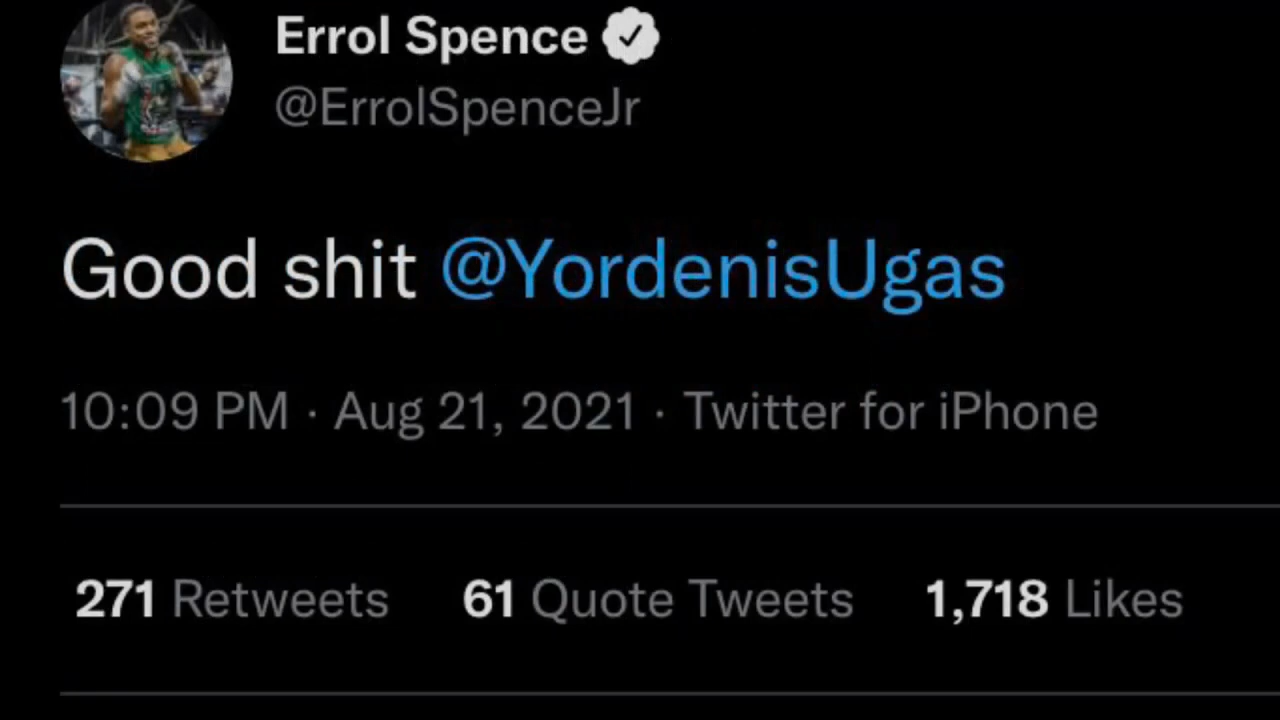 Errol Spence
@ErrolSpenceJr
Good shit @YordenisUgas
10:09 PM · Aug 21, 2021 · Twitter for iPhone
271 Retweets 61 Quote Tweets 1,718 Likes